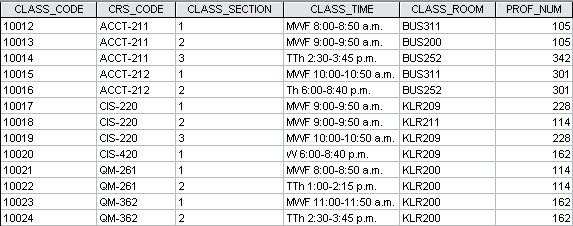 CLASS_CODE CRS_CODE CLASS_SECTION CLASS_TIME CLASS_ROOM PROF_NUM
10012 ACCT-211 1 MWF 8:00-8:50 a.m. BUS311 105
10013 ACCT-211 2 MWF 9:00-9:50 a.m. BUS200 105
10014 ACCT-211 3 TTh 2:30-3:45 p.m. BUS252 342
10015 ACCT-212 1 MWF 10:00-10:50 a.m. BUS311 301
10016 ACCT-212 2 Th 6:00-8:40 p.m. BUS252 301
10017 CIS-220 1 MWF 9:00-9:50 a.m. KLR209 228
10018 CIS-220 2 MWF 9:00-9:50 a.m. KLR211 114
10019 CIS-220 3 MWF 10:00-10:50 a.m. KLR209 228
10020 CIS-420 1 W 6:00-8:40 p.m. KLR209 162
10021 QM-261 1 MWF 8:00-8:50 a.m. KLR200 114
10022 QM-261 2 TTh 1:00-2:15 p.m. KLR200 114
10023 QM-362 1 MWF 11:00-11:50 a.m. KLR200 162
10024 QM-362 2 TTh 2:30-3:45 p.m. KLR200 162